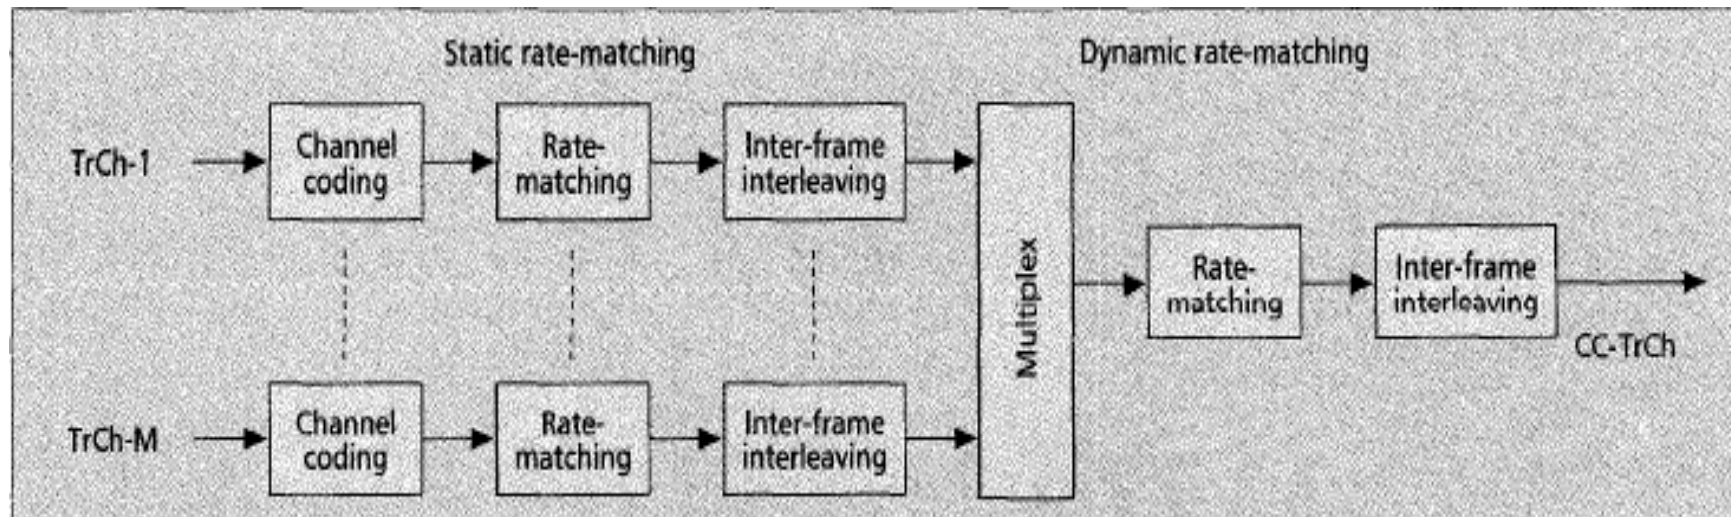 Static rate-matching
Dynamic rate-matching
TrCh-1
Channel
coding
Rate-
matching
Inter-frame
interleaving
Multiplex
Rate-
matching
Inter-frame
interleaving
CC-TrCh
TrCh-M
Channel
coding
Rate-
matching
Inter-frame
interleaving